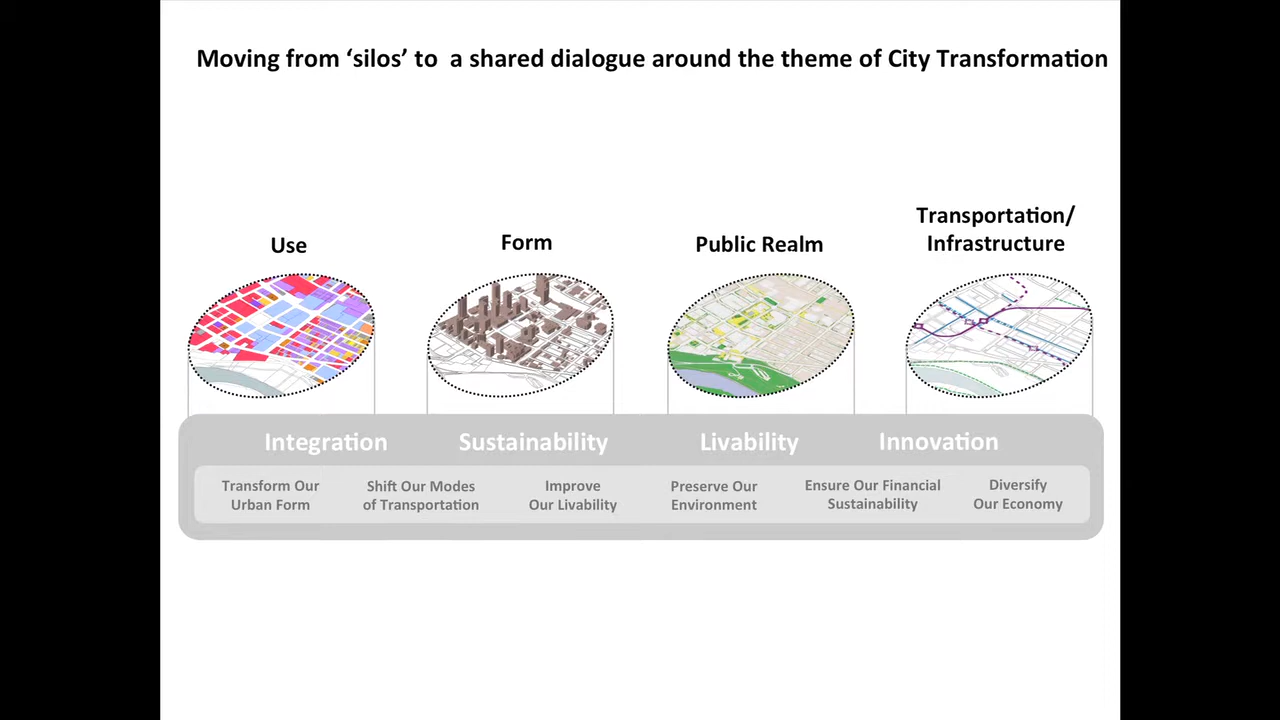 Moving from ‘silos’ to  a shared dialogue around the theme of City Transformation
Use
Form
Public Realm
Transportation/
Infrastructure
Integration
Sustainability
Livability
Innovation
Transform Our
Urban Form
Shift Our Modes
of Transportation
Improve
Our Livability
Preserve Our
Environment
Ensure Our Financial
Sustainability
Diversify
Our Economy